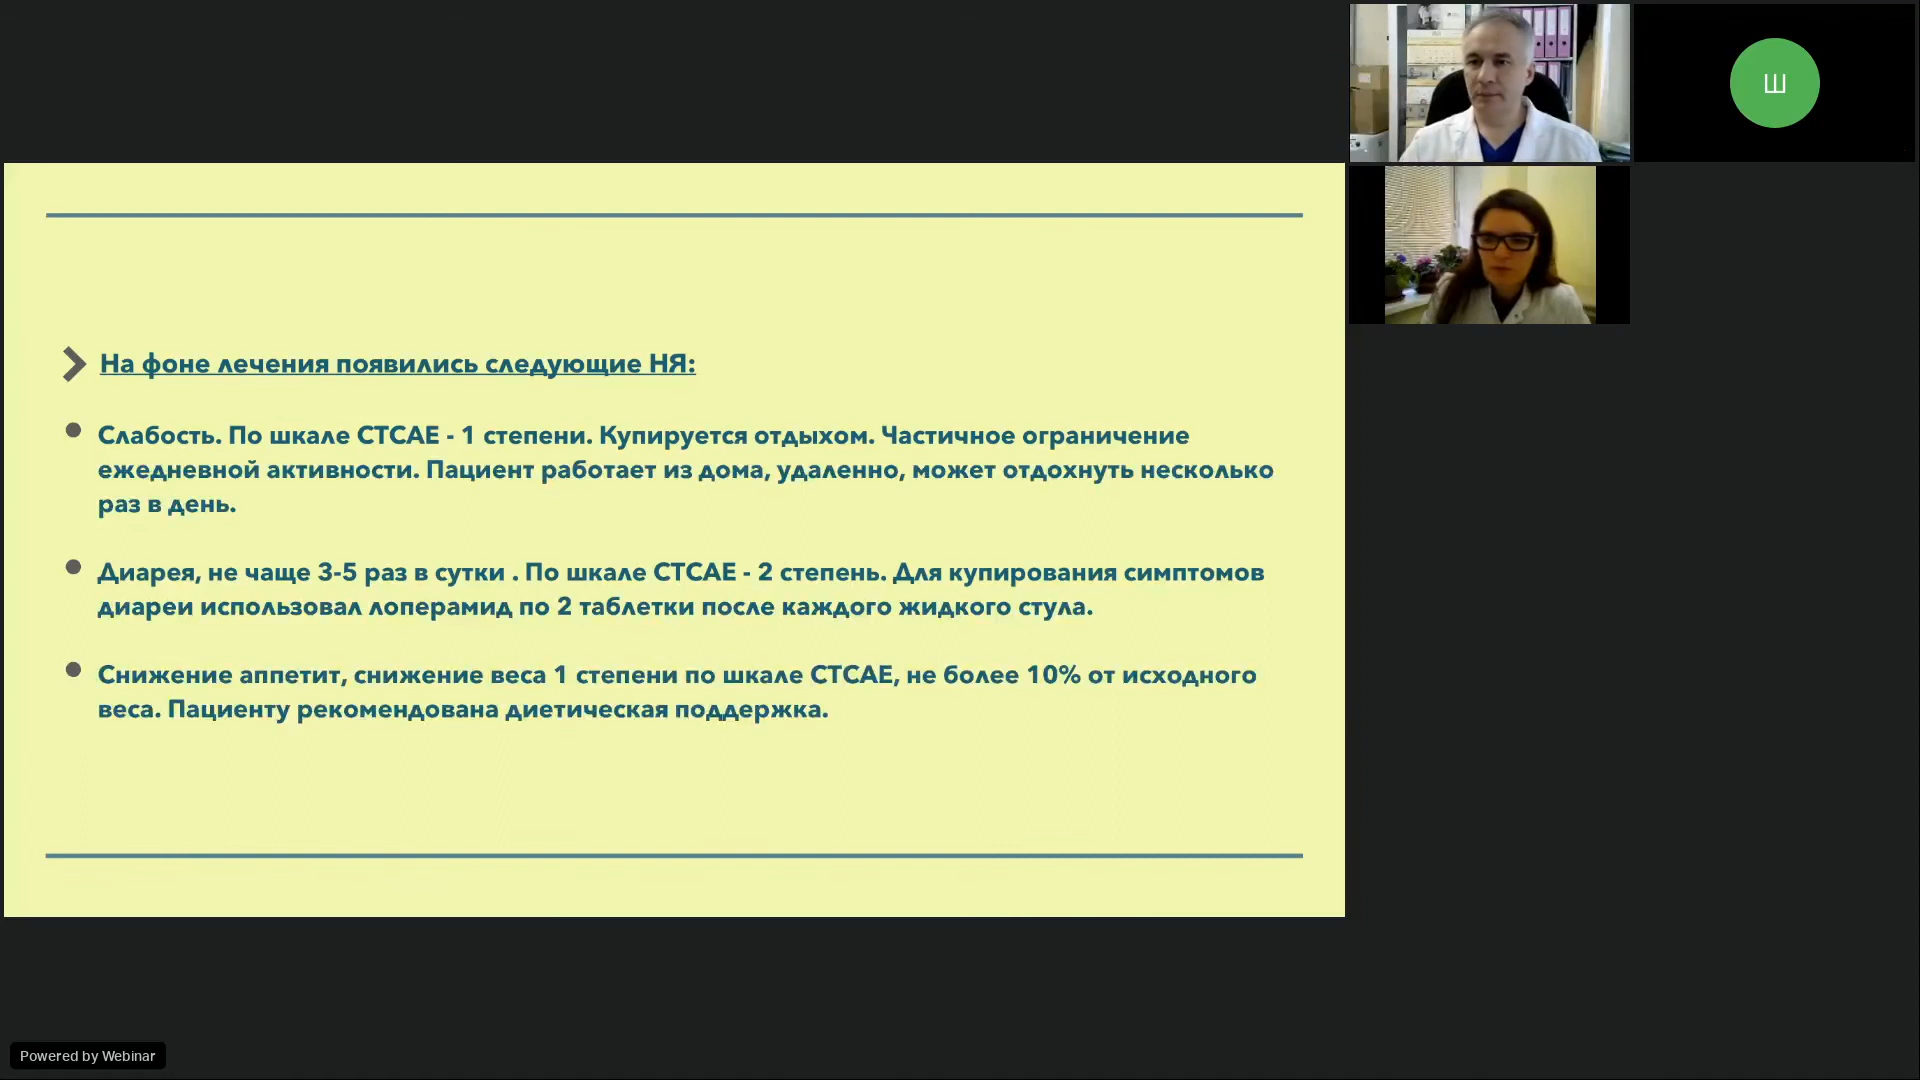 Ш
На фоне лечения появились следующие НЯ:
Слабость. По шкале СТСАЕ - 1 степени. Купируется отдыхом. Частичное ограничение
ежедневной активности. Пациент работает из дома, удаленно, может отдохнуть несколько
раз в день.
Диарея, не чаще 3-5 раз в сутки . По шкале СТСАЕ - 2 степень. Для купирования симптомов
диареи использовал лоперамид по 2 таблетки после каждого жидкого стула.
Снижение аппетит, снижение веса 1 степени по шкале СТСАЕ, не более 10% от исходного
веса. Пациенту рекомендована диетическая поддержка.
Powered by Webinar